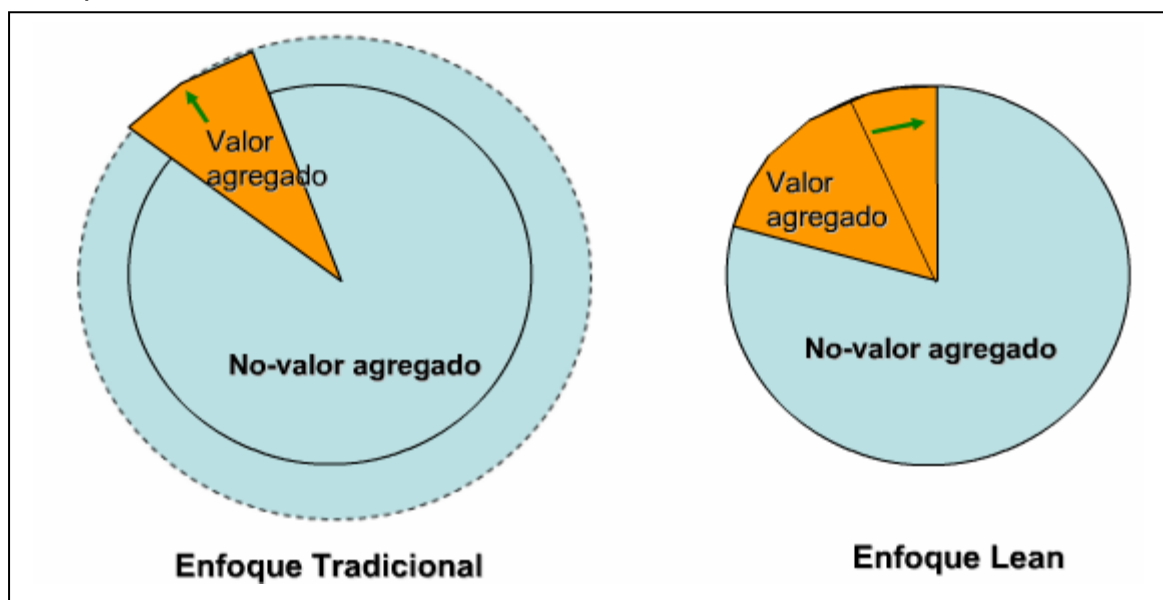 Valor
agregado
No-valor agregado
Enfoque Tradicional
Valor
agregado
No-valor agregado
Enfoque Lean